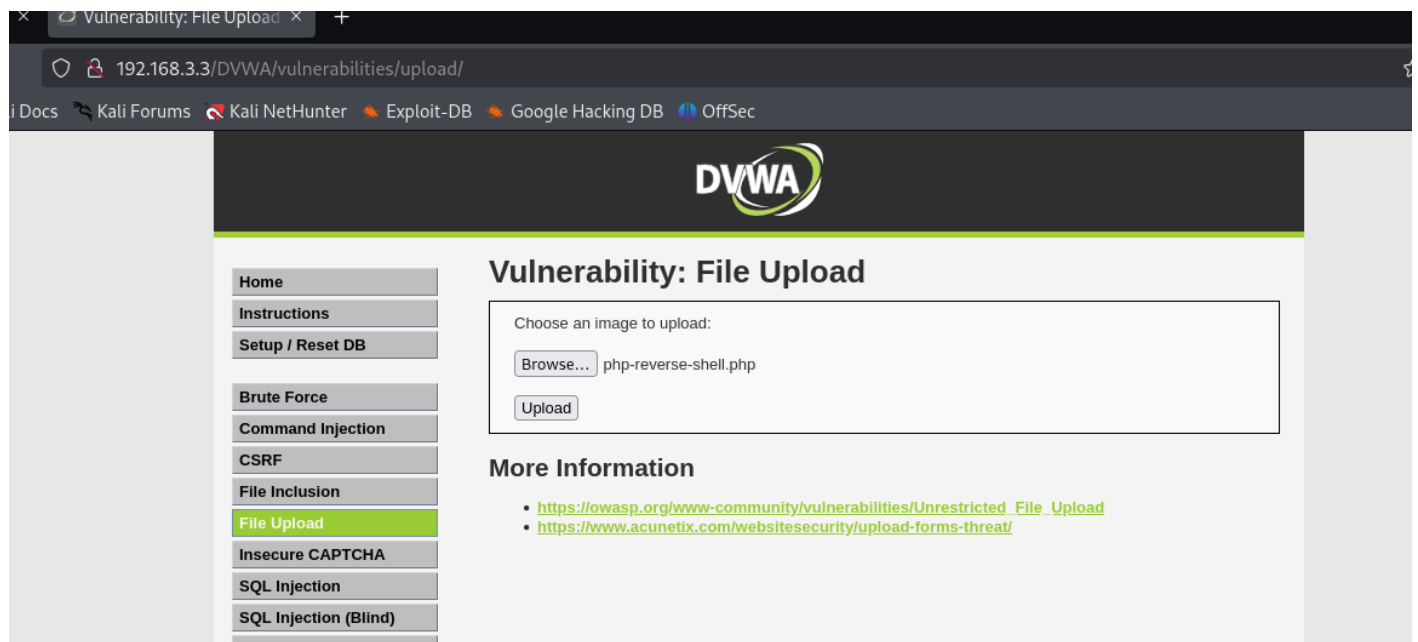 Vulnerability: File Upload
192.168.3.3/DVWA/vulnerabilities/upload/
i Docs Kali Forums Kali NetHunter Exploit-DB Google Hacking DB OffSec
DVWA
Home
Instructions
Setup / Reset DB
Brute Force
Command Injection
CSRF
File Inclusion
File Upload
Insecure CAPTCHA
SQL Injection
SQL Injection (Blind)
Vulnerability: File Upload
Choose an image to upload:
Browse... php-reverse-shell.php
Upload
More Information
https://owasp.org/www-community/vulnerabilities/Unrestricted_File_Upload
https://www.acunetix.com/websitesecurity/upload-forms-threat/